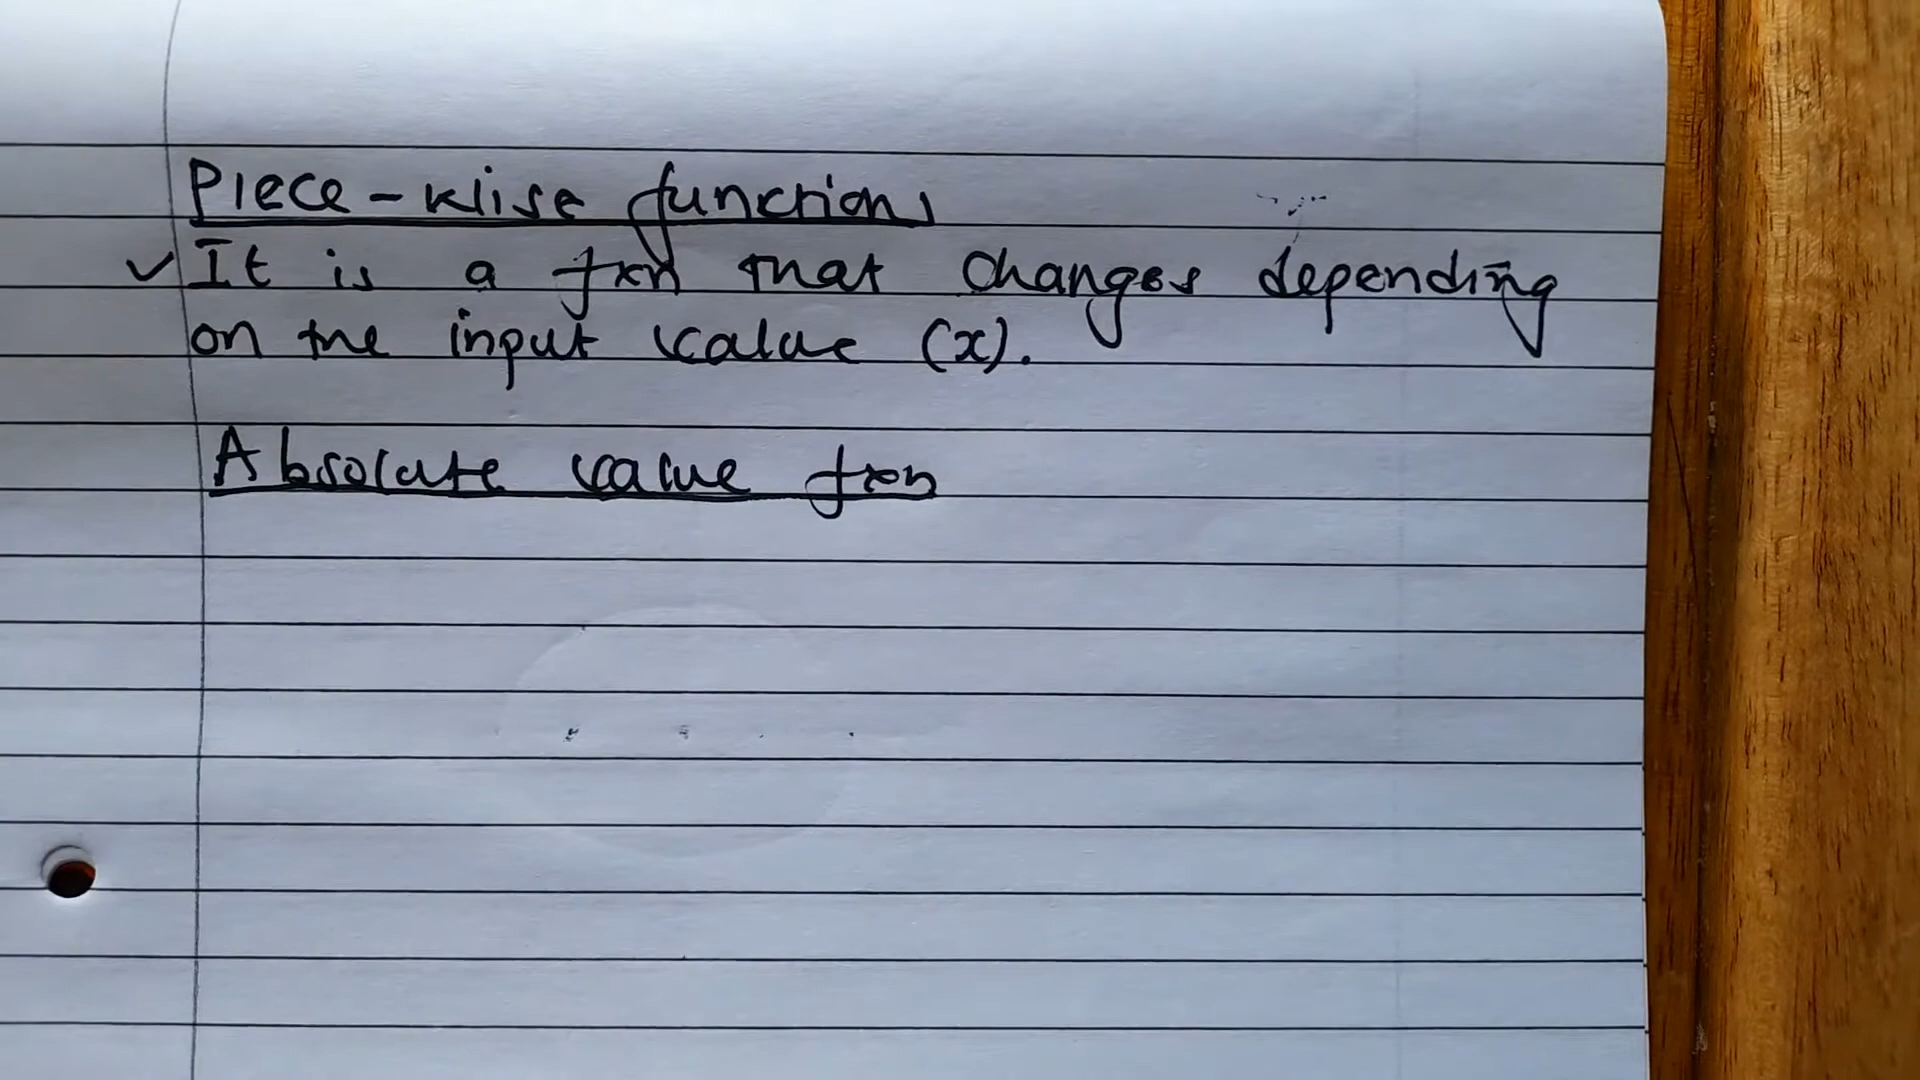 Piece-wise functions
✓ It is a fxn that changes depending
on the input value (x).
Absolute value fxn